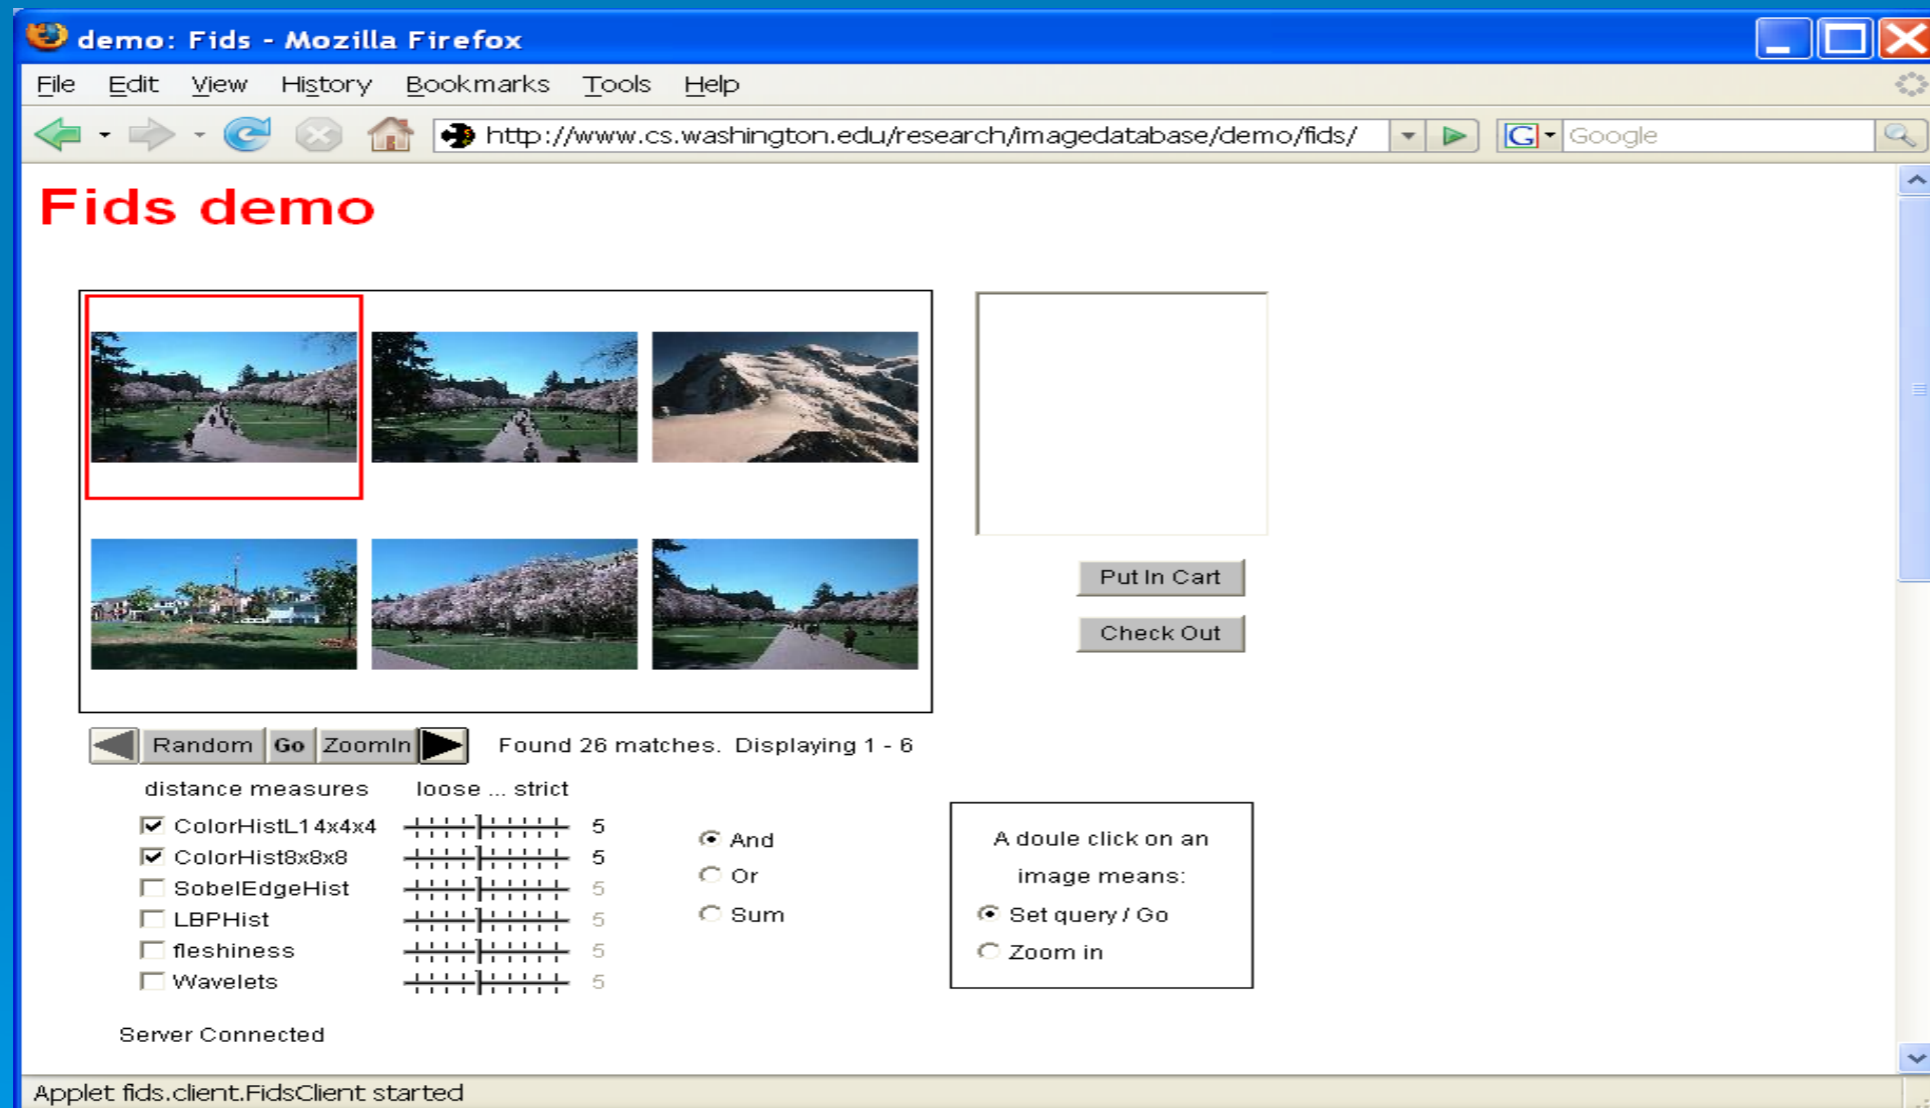 demo: Fids - Mozilla Firefox
File Edit View History Bookmarks Tools Help
http://www.cs.washington.edu/research/imagedatabase/demo/fids/ G Google
Fids demo
Put In Cart
Check Out
Random Go ZoomIn Found 26 matches. Displaying 1 - 6
distance measures loose ... strict
ColorHistL1 4x4x4 5
ColorHist8x8x8 5
SobelEdgeHist 5
LBPHist 5
fleshiness 5
Wavelets 5
And
Or
Sum
A doule click on an
image means:
Set query / Go
Zoom in
Server Connected
Applet fids.client.FidsClient started